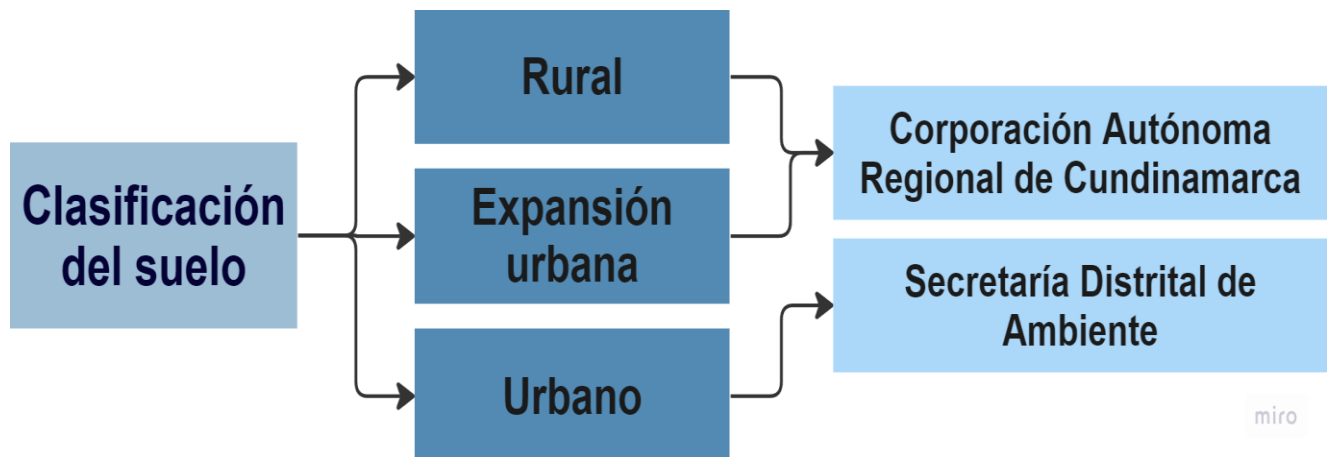 Clasificación
del suelo
Rural
Expansión
urbana
Urbano
Corporación Autónoma
Regional de Cundinamarca
Secretaría Distrital de
Ambiente
miro